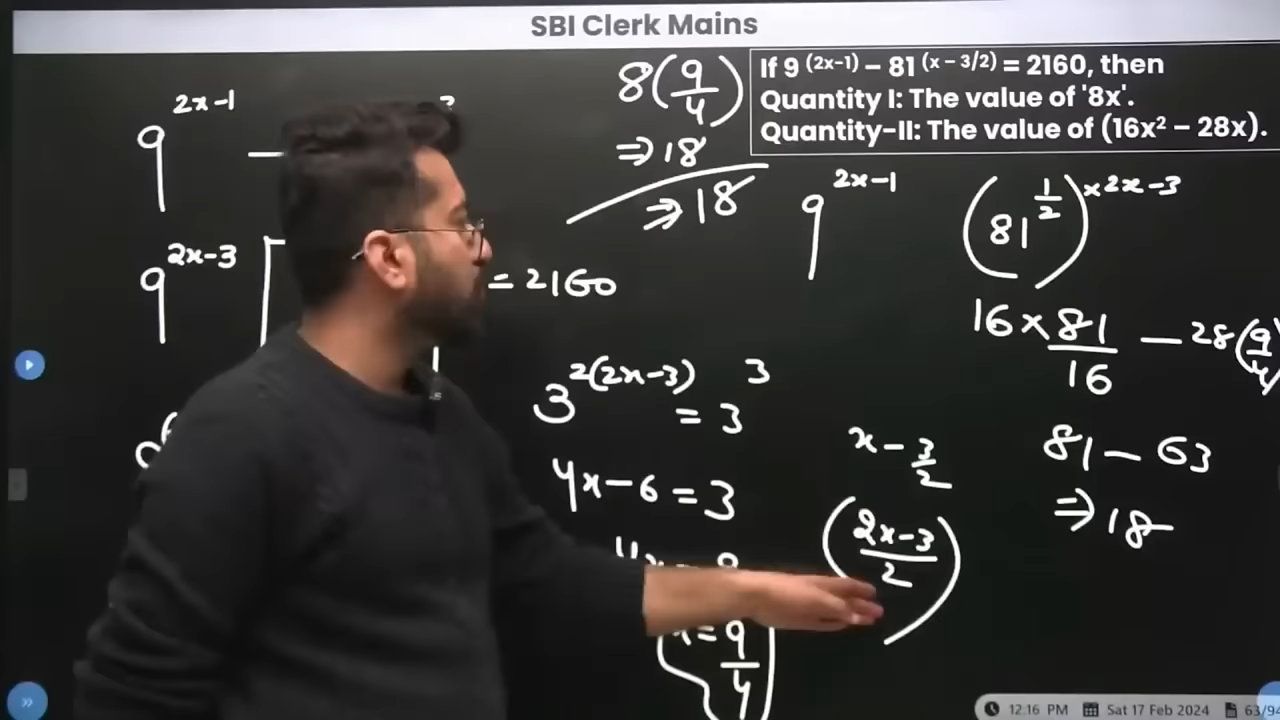 SBI Clerk Mains
If 9 (2x-1) – 81 (x – 3/2) = 2160, then
Quantity I: The value of '8x'.
Quantity-II: The value of (16x² – 28x).
9^{2x-1} —
9^{2x-3} [ = 2160
8(9/4)
⇒ 18
⇒ 18
3^{2(2x-3)} = 3^3
4x-6 = 3
x = 9/4
9^{2x-1} (81^{1/2})^{×2x-3}
16×81/16 — 28(9/4)
81 — 63
⇒ 18
x - 3/2
(2x-3/2)
12:16 PM Sat 17 Feb 2024 63/94